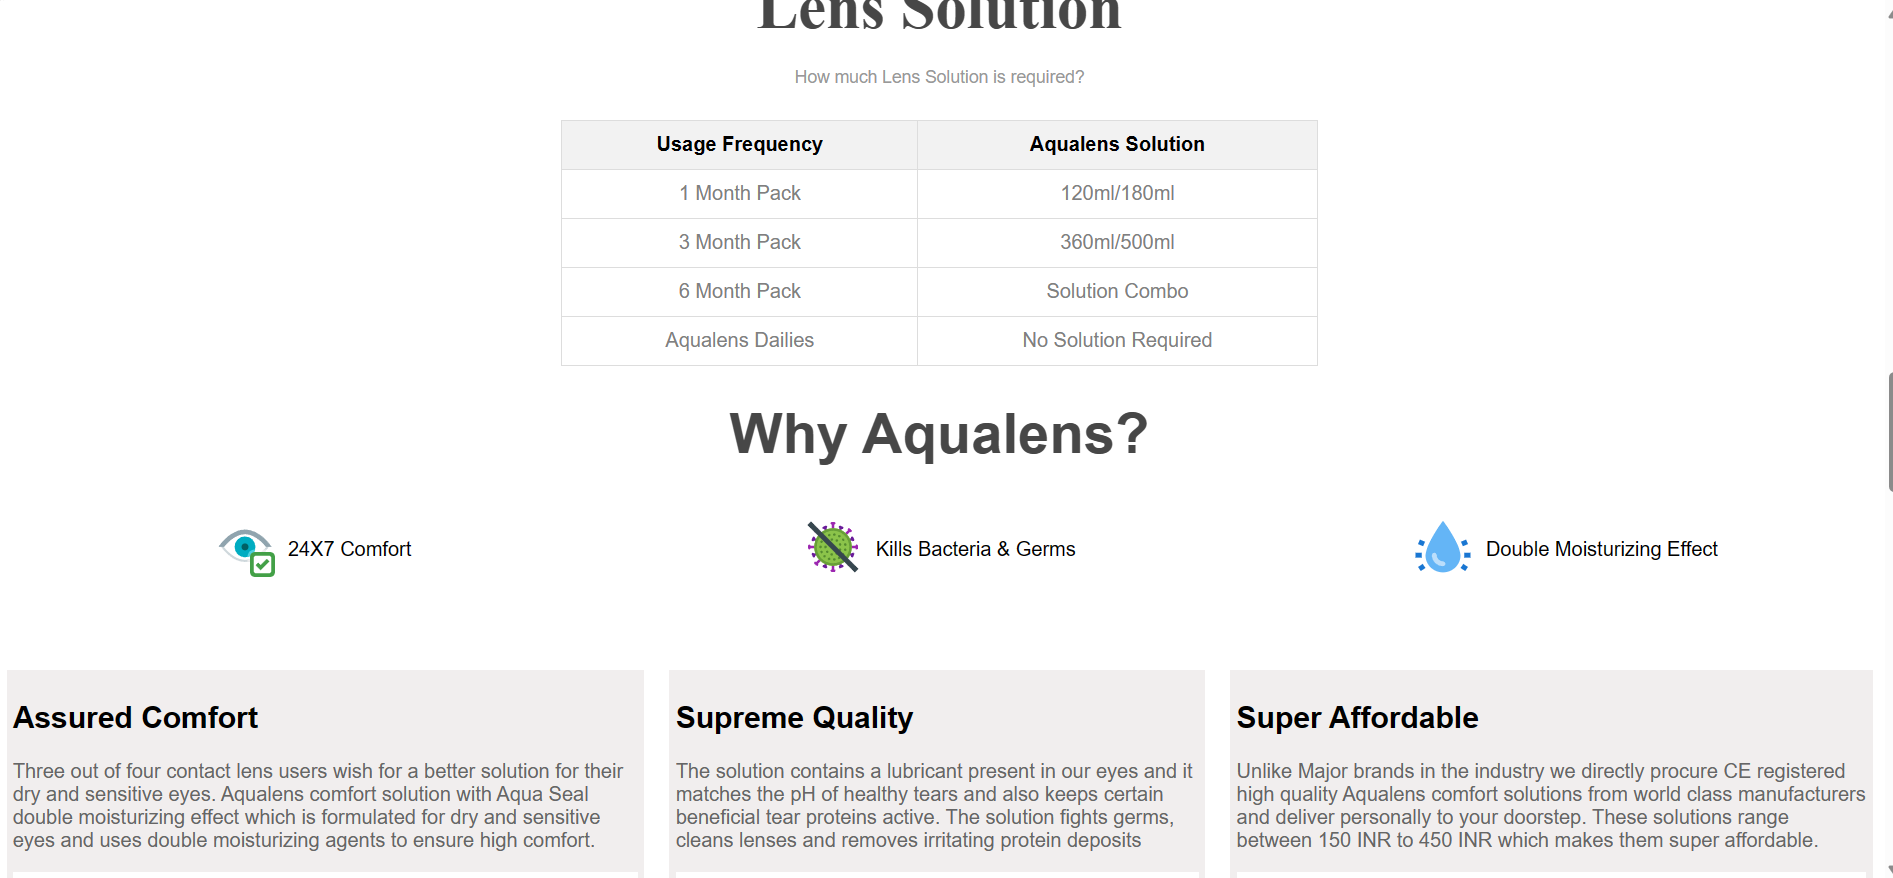 Lens Solution
How much Lens Solution is required?
Usage Frequency Aqualens Solution
1 Month Pack 120ml/180ml
3 Month Pack 360ml/500ml
6 Month Pack Solution Combo
Aqualens Dailies No Solution Required
Why Aqualens?
24X7 Comfort
Kills Bacteria & Germs
Double Moisturizing Effect
Assured Comfort
Three out of four contact lens users wish for a better solution for their
dry and sensitive eyes. Aqualens comfort solution with Aqua Seal
double moisturizing effect which is formulated for dry and sensitive
eyes and uses double moisturizing agents to ensure high comfort.
Supreme Quality
The solution contains a lubricant present in our eyes and it
matches the pH of healthy tears and also keeps certain
beneficial tear proteins active. The solution fights germs,
cleans lenses and removes irritating protein deposits
Super Affordable
Unlike Major brands in the industry we directly procure CE registered
high quality Aqualens comfort solutions from world class manufacturers
and deliver personally to your doorstep. These solutions range
between 150 INR to 450 INR which makes them super affordable.